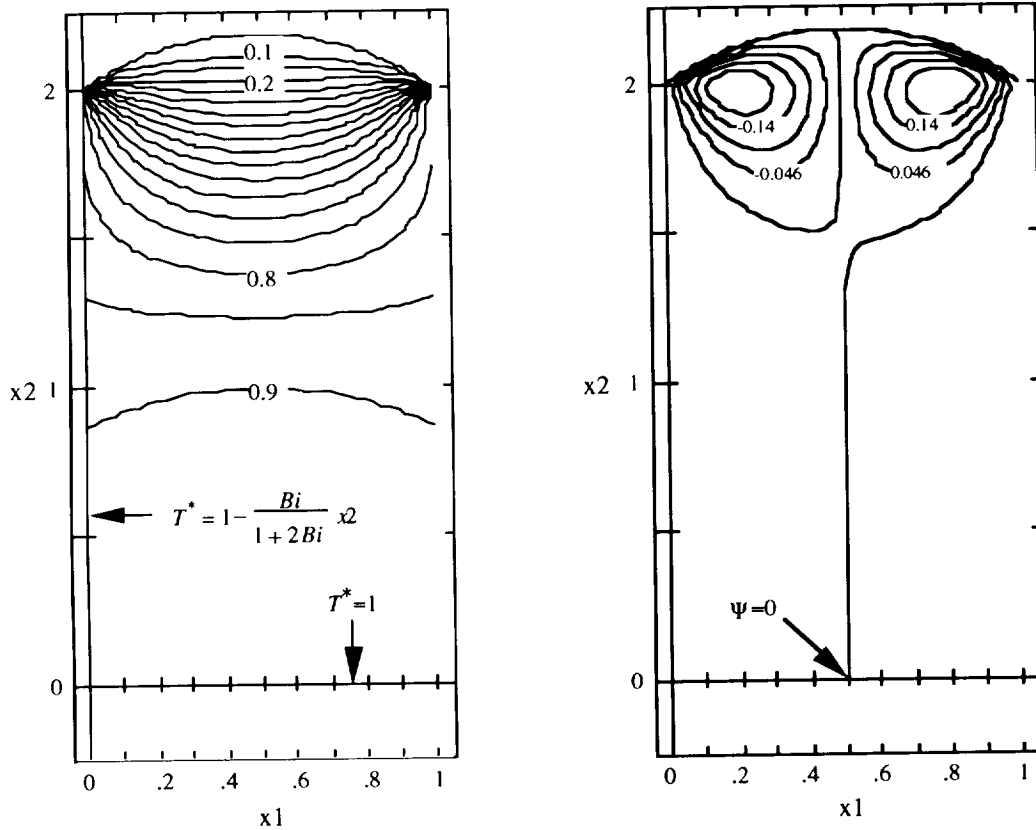 0.1
0.2
2
0.8
x2 1
0.9
T* = 1 - Bi / (1 + 2Bi) x2
T*=1
0
0 .2 .4 .6 .8 1
x1
2
-0.14 0.14
-0.046 0.046
x2 1
Ψ=0
0
0 .2 .4 .6 .8 1
x1